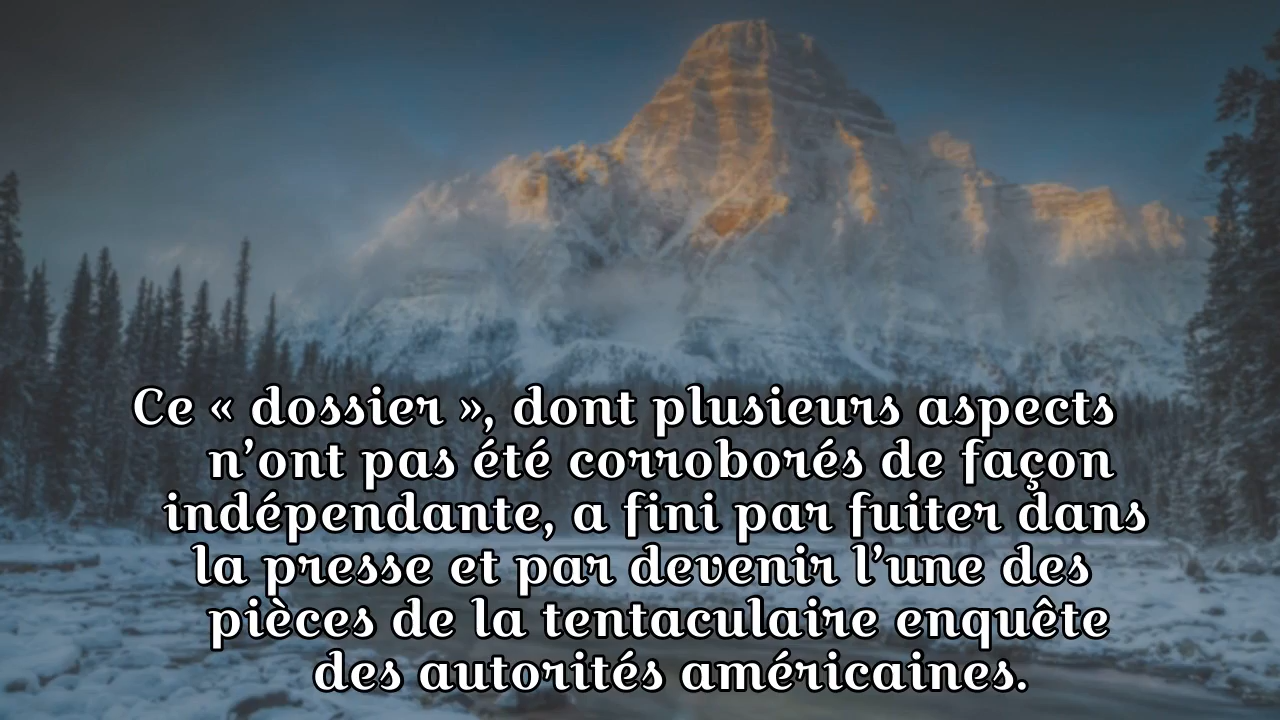 Ce « dossier », dont plusieurs aspects
n’ont pas été corroborés de façon
indépendante, a fini par fuiter dans
la presse et par devenir l’une des
pièces de la tentaculaire enquête
des autorités américaines.